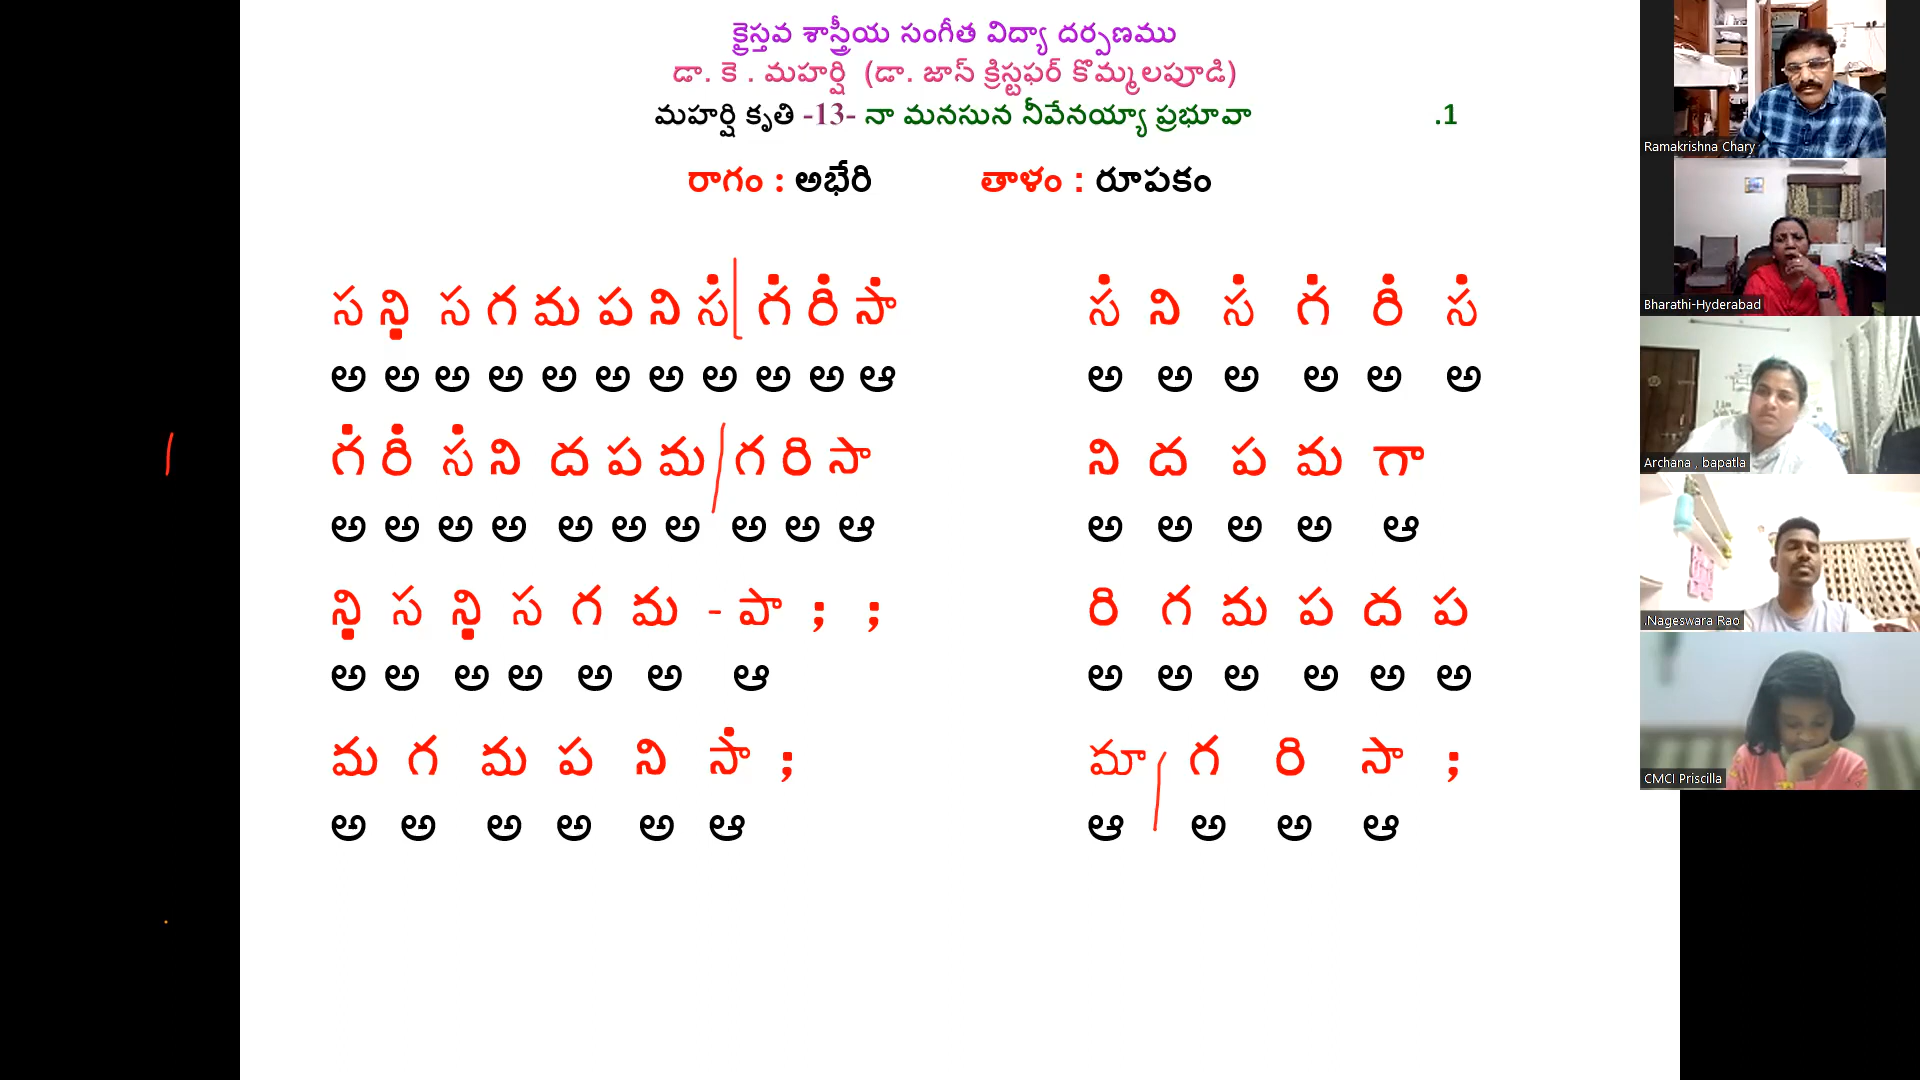 క్రైస్తవ శాస్త్రీయ సంగీత విద్యా దర్పణము
డా. కె . మహర్షి (డా. జాస్ క్రిస్టఫర్ కొమ్మలపూడి)
మహర్షి కృతి -13- నా మనసున నీవేనయ్యా ప్రభూవా .1
రాగం : అభేరి తాళం : రూపకం
స ని̣ స గ మ ప ని స̇ గ̇ రి̇ సా̇ స̇ ని స̇ గ̇ రి̇ స̇
అ అ అ అ అ అ అ అ అ అ ఆ అ అ అ అ అ అ
గ̇ రి̇ స̇ ని ద ప మ / గ రి సా ని ద ప మ గా
అ అ అ అ అ అ అ అ అ ఆ అ అ అ అ ఆ
ని̣ స ని̣ స గ మ - పా ; ; రి గ మ ప ద ప
అ అ అ అ అ అ ఆ అ అ అ అ అ అ
మ గ మ ప ని సా̇ ; మా / గ రి సా ;
అ అ అ అ అ ఆ ఆ అ అ ఆ
Ramakrishna Chary
Bharathi-Hyderabad
Archana , bapatla
.Nageswara Rao
CMCI Priscilla